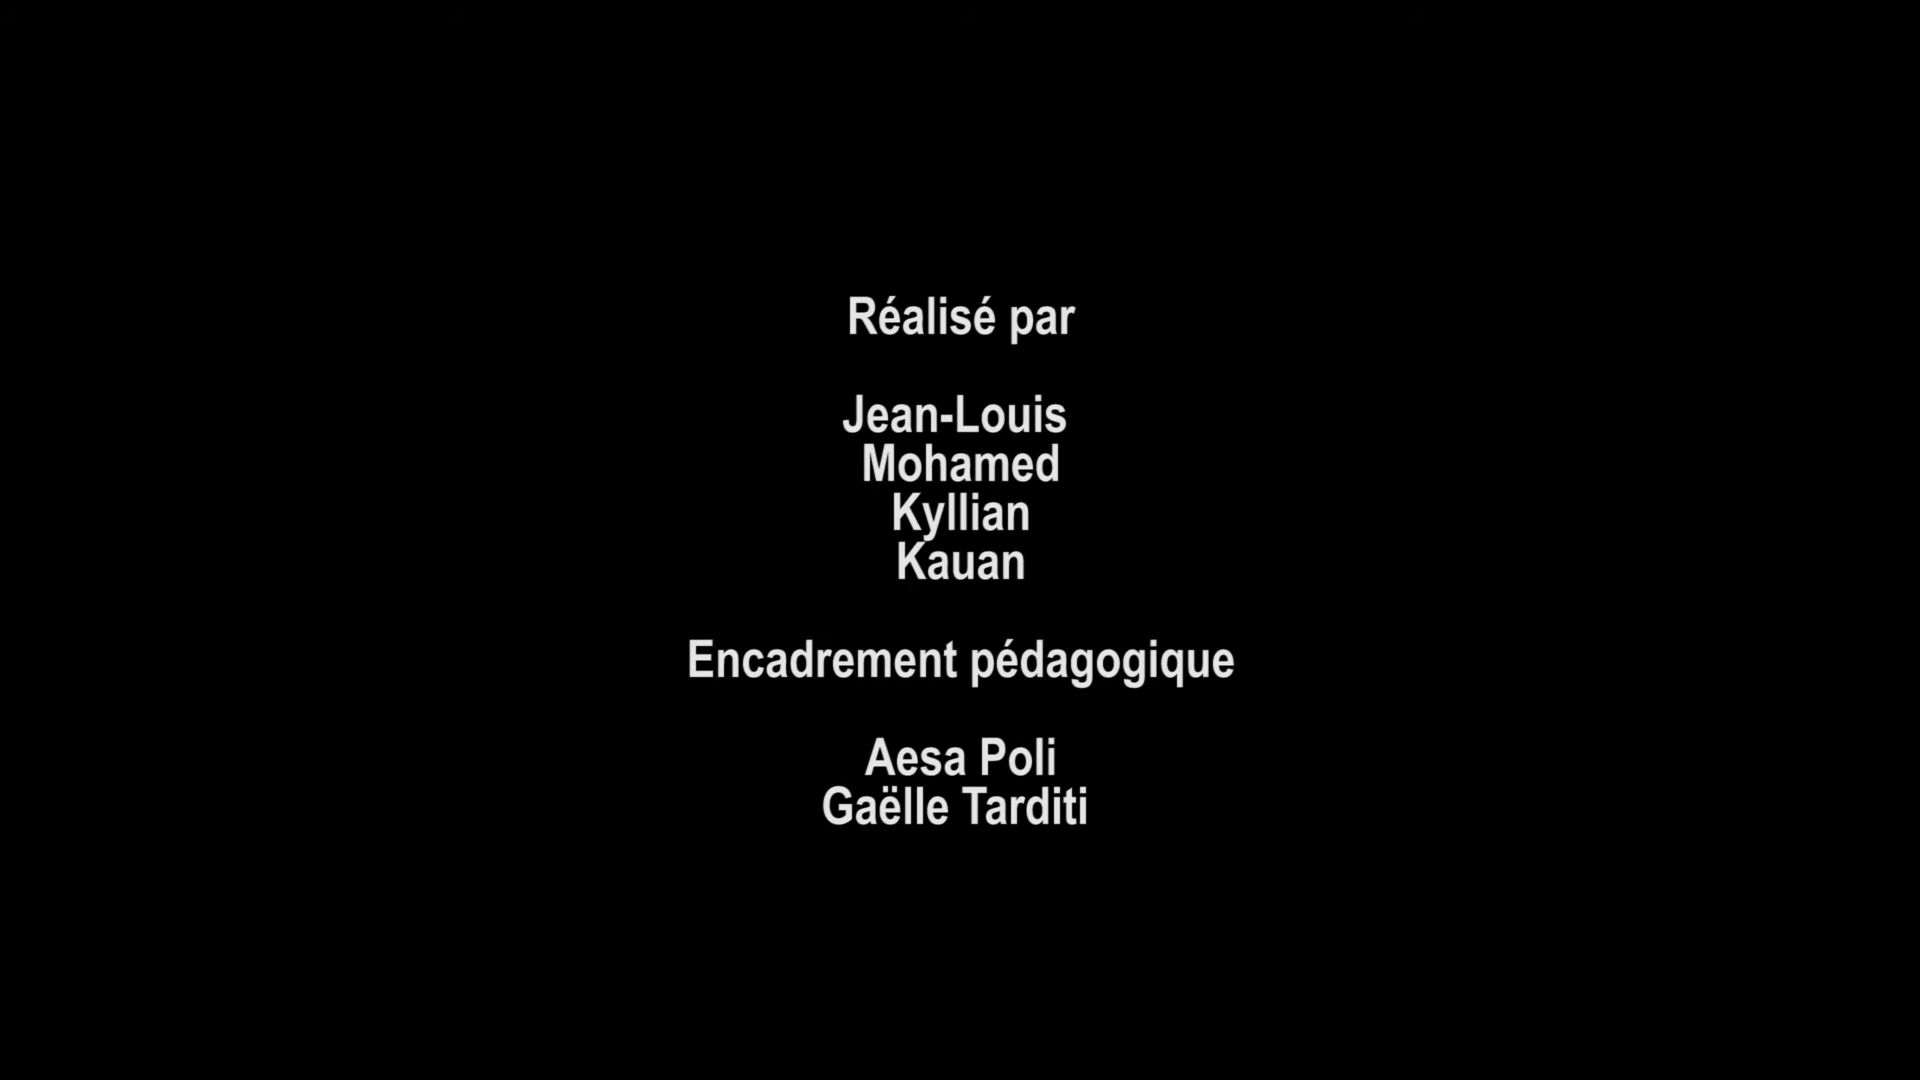 Réalisé par
Jean-Louis
Mohamed
Kyllian
Kauan
Encadrement pédagogique
Aesa Poli
Gaëlle Tarditi